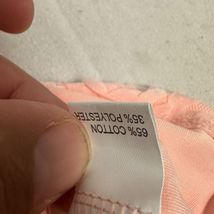 65% COTTON
35% POLYESTER